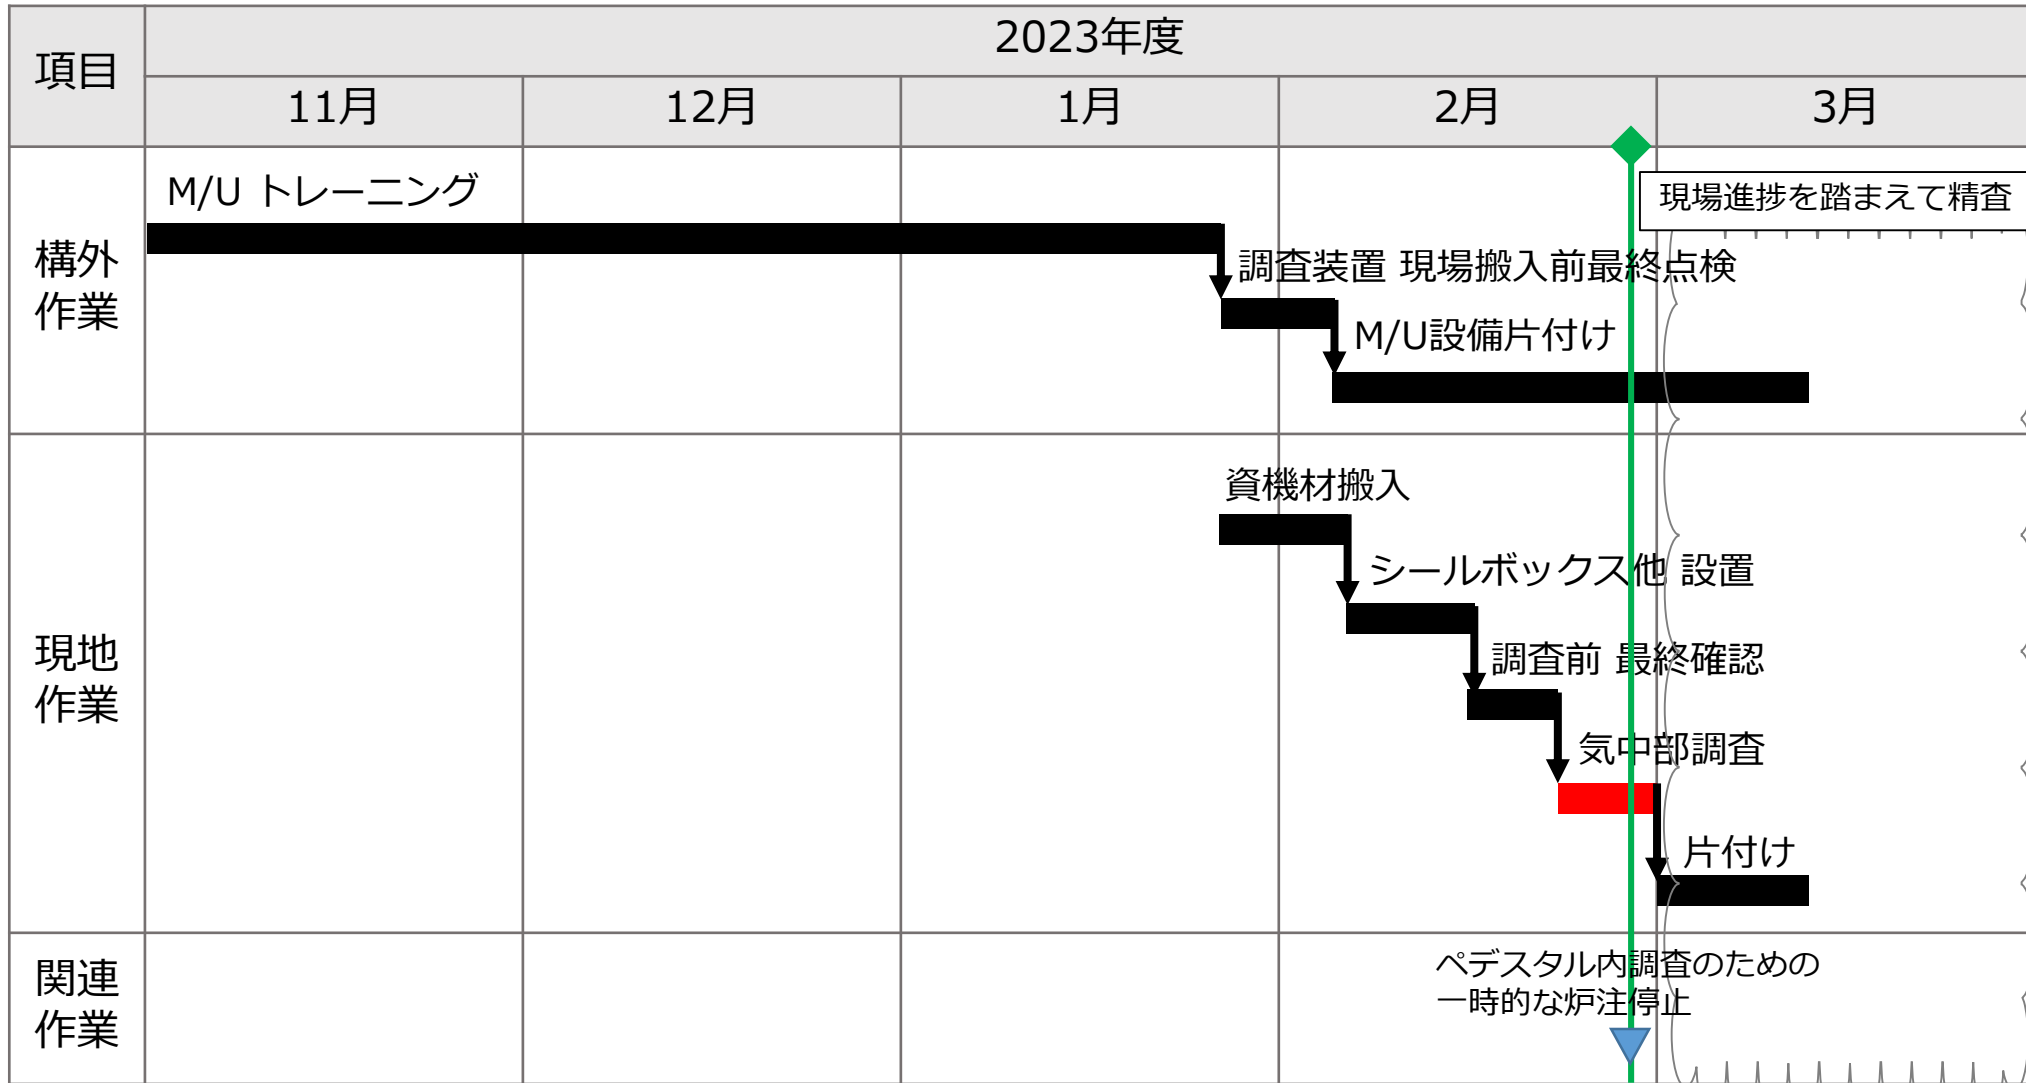 項目
2023年度
11月
12月
1月
2月
3月
構外
作業
M/U トレーニング
現場進捗を踏まえて精査
調査装置 現場搬入前最終点検
M/U設備片付け
現地
作業
資機材搬入
シールボックス他 設置
調査前 最終確認
気中部調査
片付け
関連
作業
ペデスタル内調査のための
一時的な炉注停止